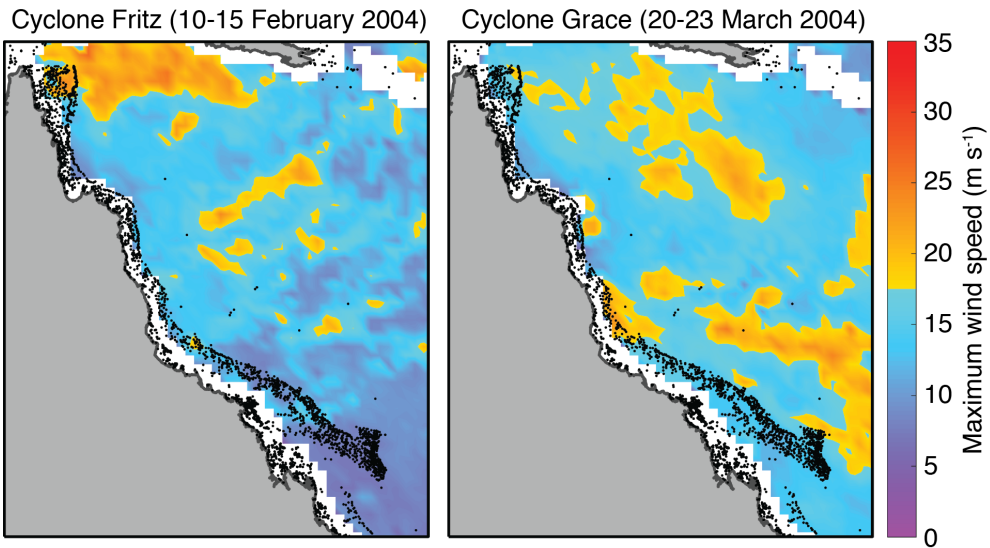 Cyclone Fritz (10-15 February 2004)
Cyclone Grace (20-23 March 2004)
35
30
25
20
15
10
5
0
Maximum wind speed (m s⁻¹)